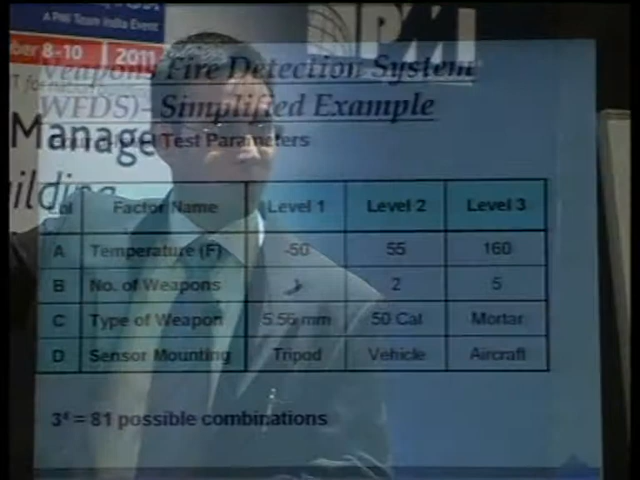 A PMI Team India Event
ber 8-10 | 2011
PMI
Weapons Fire Detection System
WFDS)- Simplified Example
Manage
Test Parameters
ildin
Factor Name Level 1 Level 2 Level 3
A Temperature (F) -50 55 160
B No. of Weapons 2 5
C Type of Weapon 5.56 mm 50 Cal Mortar
D Sensor Mounting Tripod Vehicle Aircraft
3⁴ = 81 possible combinations